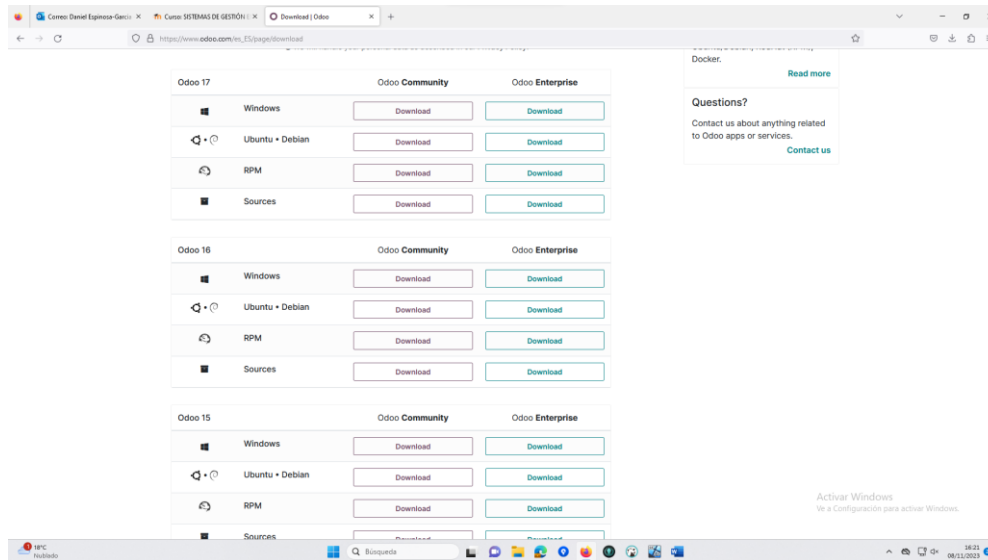 Correo: Daniel Espinosa-García
Curso: SISTEMAS DE GESTIÓN E
Download | Odoo
https://www.odoo.com/es_ES/page/download
Docker.
Read more
Questions?
Contact us about anything related
to Odoo apps or services.
Contact us
Odoo 17 Odoo Community Odoo Enterprise
Windows Download Download
Ubuntu • Debian Download Download
RPM Download Download
Sources Download Download
Odoo 16 Odoo Community Odoo Enterprise
Windows Download Download
Ubuntu • Debian Download Download
RPM Download Download
Sources Download Download
Odoo 15 Odoo Community Odoo Enterprise
Windows Download Download
Ubuntu • Debian Download Download
RPM Download Download
Sources Download Download
Activar Windows
Ve a Configuración para activar Windows.
18°C
Nublado
Búsqueda
16:21
08/11/2023